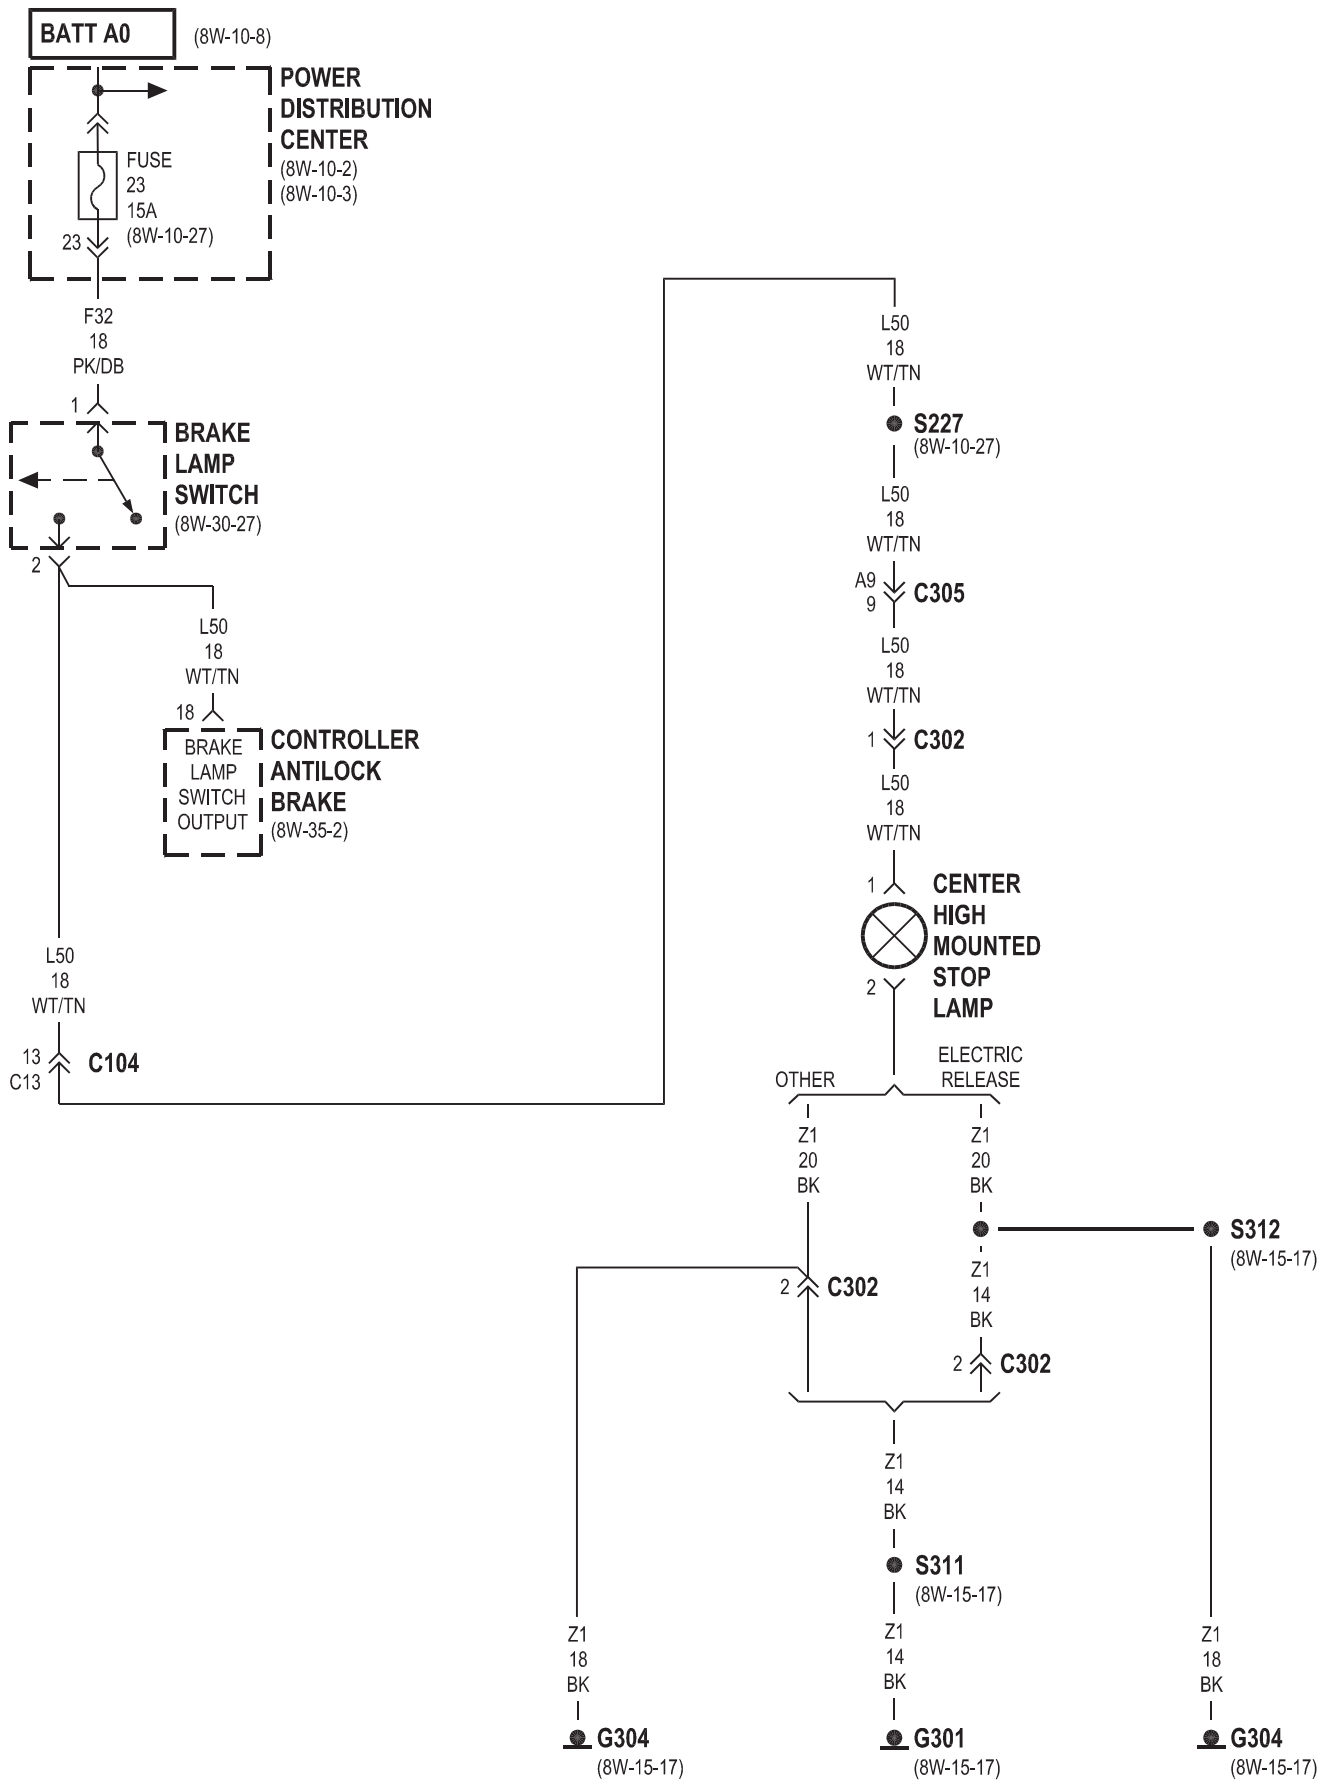 BATT A0
(8W-10-8)
POWER
DISTRIBUTION
CENTER
(8W-10-2)
(8W-10-3)
FUSE
23
15A
(8W-10-27)
23
F32
18
PK/DB
1
BRAKE
LAMP
SWITCH
(8W-30-27)
2
L50
18
WT/TN
18
BRAKE
LAMP
SWITCH
OUTPUT
CONTROLLER
ANTILOCK
BRAKE
(8W-35-2)
L50
18
WT/TN
13
C13
C104
L50
18
WT/TN
S227
(8W-10-27)
L50
18
WT/TN
A9
9
C305
L50
18
WT/TN
1
C302
L50
18
WT/TN
1
CENTER
HIGH
MOUNTED
STOP
LAMP
2
OTHER
ELECTRIC
RELEASE
Z1
20
BK
Z1
20
BK
S312
(8W-15-17)
2
C302
Z1
14
BK
2
C302
Z1
14
BK
S311
(8W-15-17)
Z1
18
BK
Z1
14
BK
Z1
18
BK
G304
(8W-15-17)
G301
(8W-15-17)
G304
(8W-15-17)